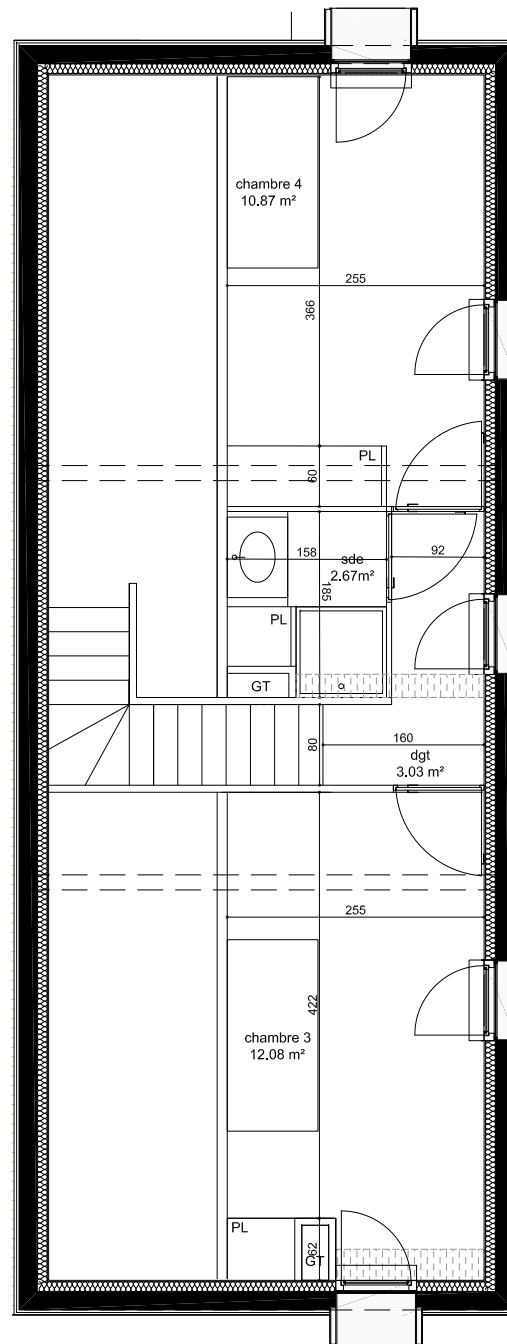 chambre 4
10.87 m²
255
366
PL
60
158
92
sde
2.67m²
185
PL
GT
80
160
dgt
3.03 m²
255
422
chambre 3
12.08 m²
PL
GT
62